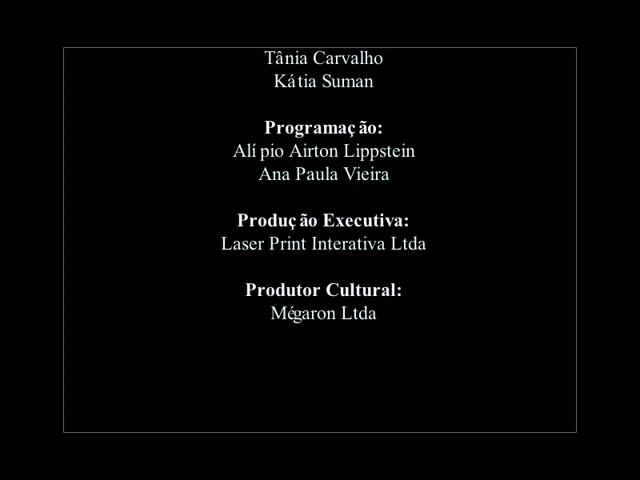 Tânia Carvalho
Kátia Suman
Programação:
Alípio Airton Lippstein
Ana Paula Vieira
Produção Executiva:
Laser Print Interativa Ltda
Produtor Cultural:
Mégaron Ltda